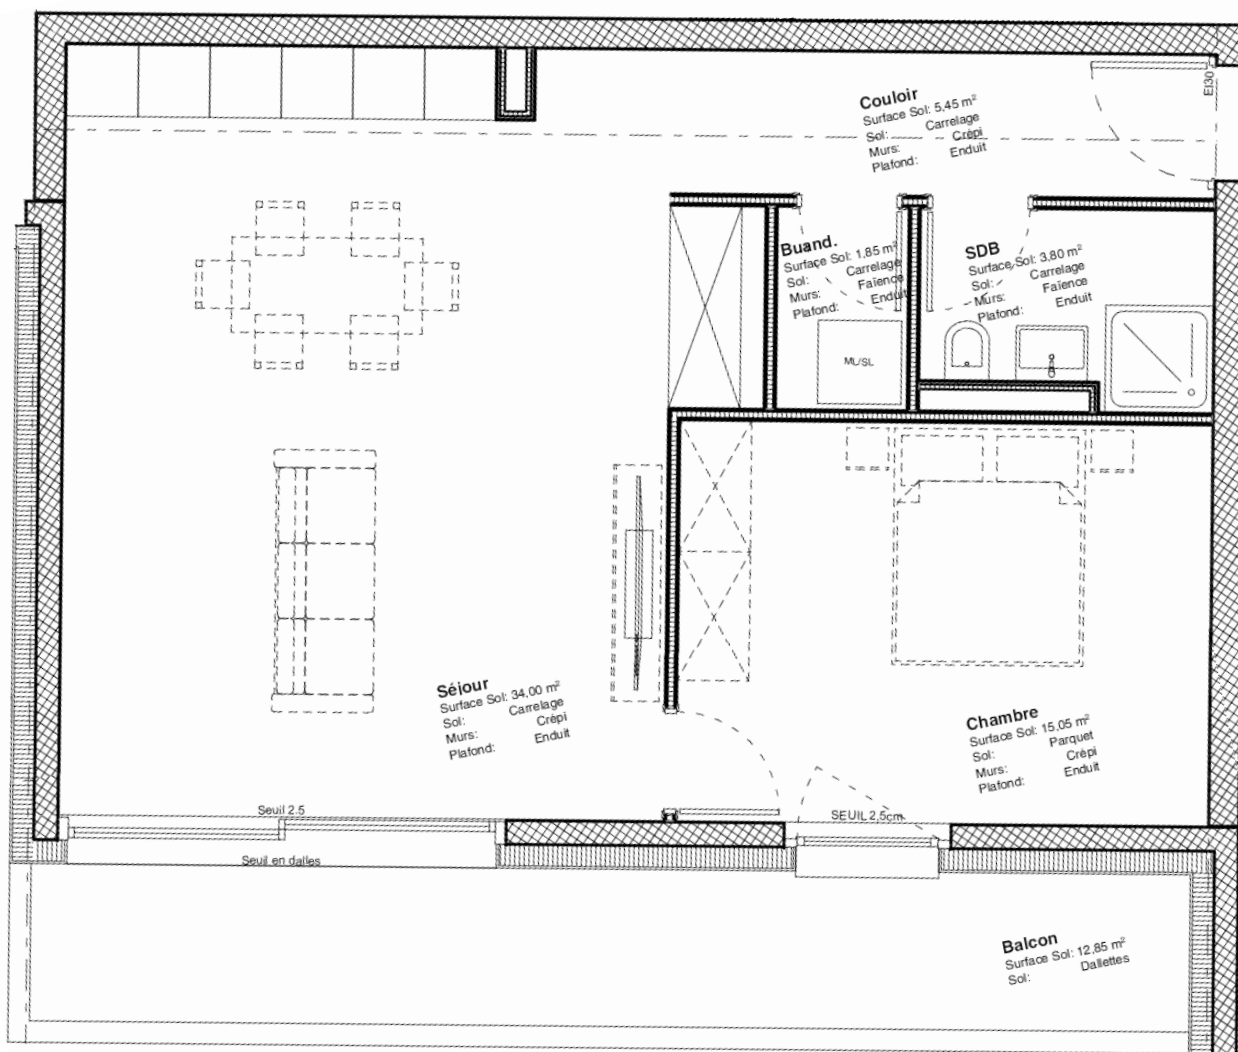 Couloir
Surface Sol: 5,45 m²
Sol: Carrelage
Murs: Crépi
Plafond: Enduit
EI30
Buand.
Surface Sol: 1,85 m²
Sol: Carrelage
Murs: Faïence
Plafond: Enduit
SDB
Surface Sol: 3,80 m²
Sol: Carrelage
Murs: Faïence
Plafond: Enduit
ML/SL
Séjour
Surface Sol: 34,00 m²
Sol: Carrelage
Murs: Crépi
Plafond: Enduit
Chambre
Surface Sol: 15,05 m²
Sol: Parquet
Murs: Crépi
Plafond: Enduit
Seuil 2.5
SEUIL 2,5cm
Seuil en dalles
Balcon
Surface Sol: 12,85 m²
Sol: Dallettes